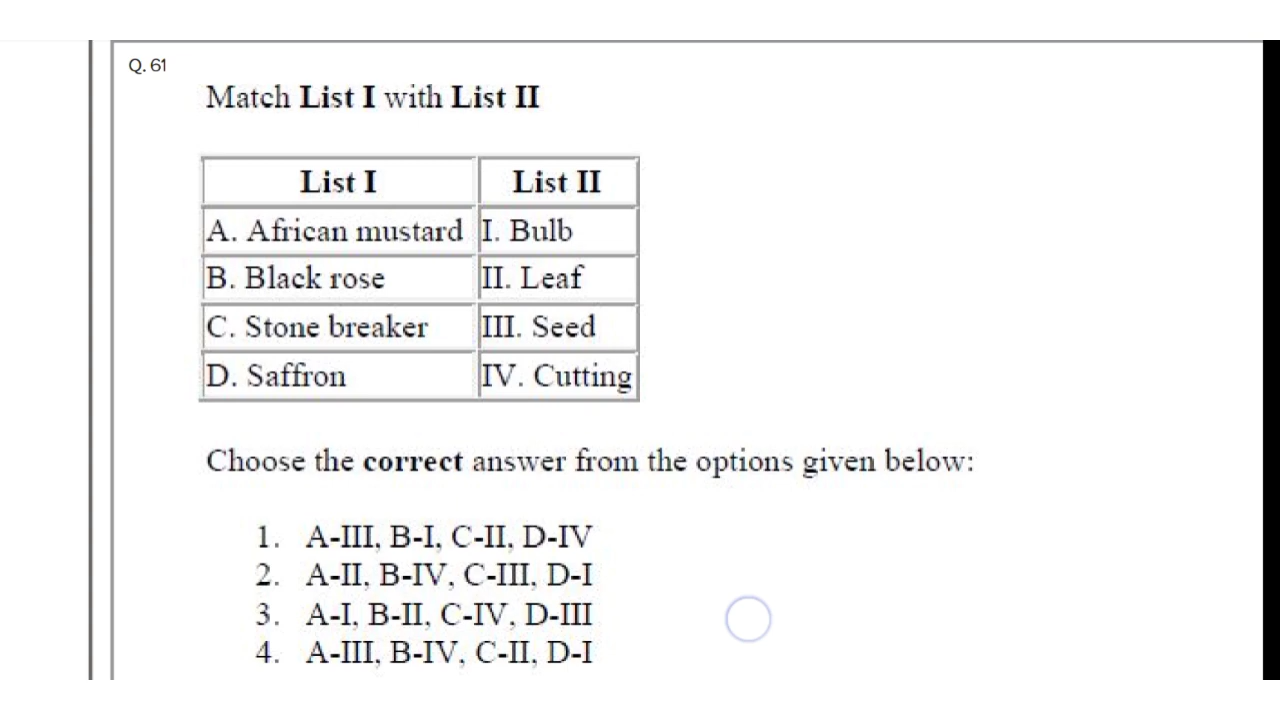 Q. 61
Match List I with List II
List I List II
A. African mustard I. Bulb
B. Black rose II. Leaf
C. Stone breaker III. Seed
D. Saffron IV. Cutting
Choose the correct answer from the options given below:
1. A-III, B-I, C-II, D-IV
2. A-II, B-IV, C-III, D-I
3. A-I, B-II, C-IV, D-III
4. A-III, B-IV, C-II, D-I